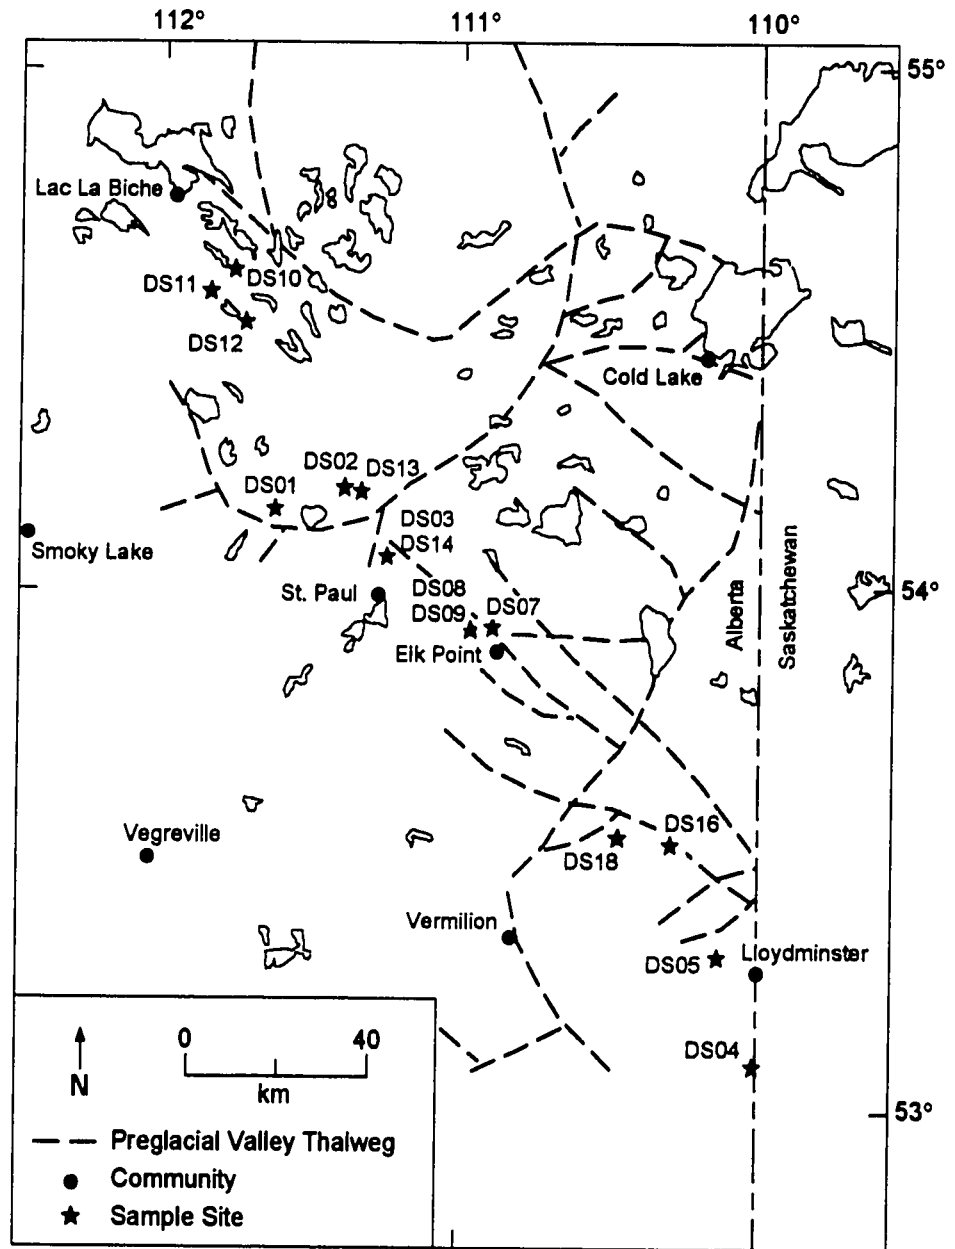 112°
111°
110°
55°
Lac La Biche
DS10
DS11
DS12
Cold Lake
DS02
DS13
DS01
DS03
DS14
Smoky Lake
St. Paul
DS08
DS09
DS07
54°
Alberta
Saskatchewan
Elk Point
Vegreville
DS16
DS18
Vermilion
DS05
Lloydminster
DS04
53°
0
40
km
N
Preglacial Valley Thalweg
Community
Sample Site